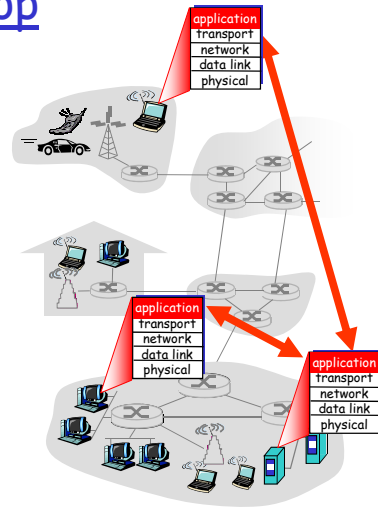 pp
application
transport
network
data link
physical
application
transport
network
data link
physical
application
transport
network
data link
physical